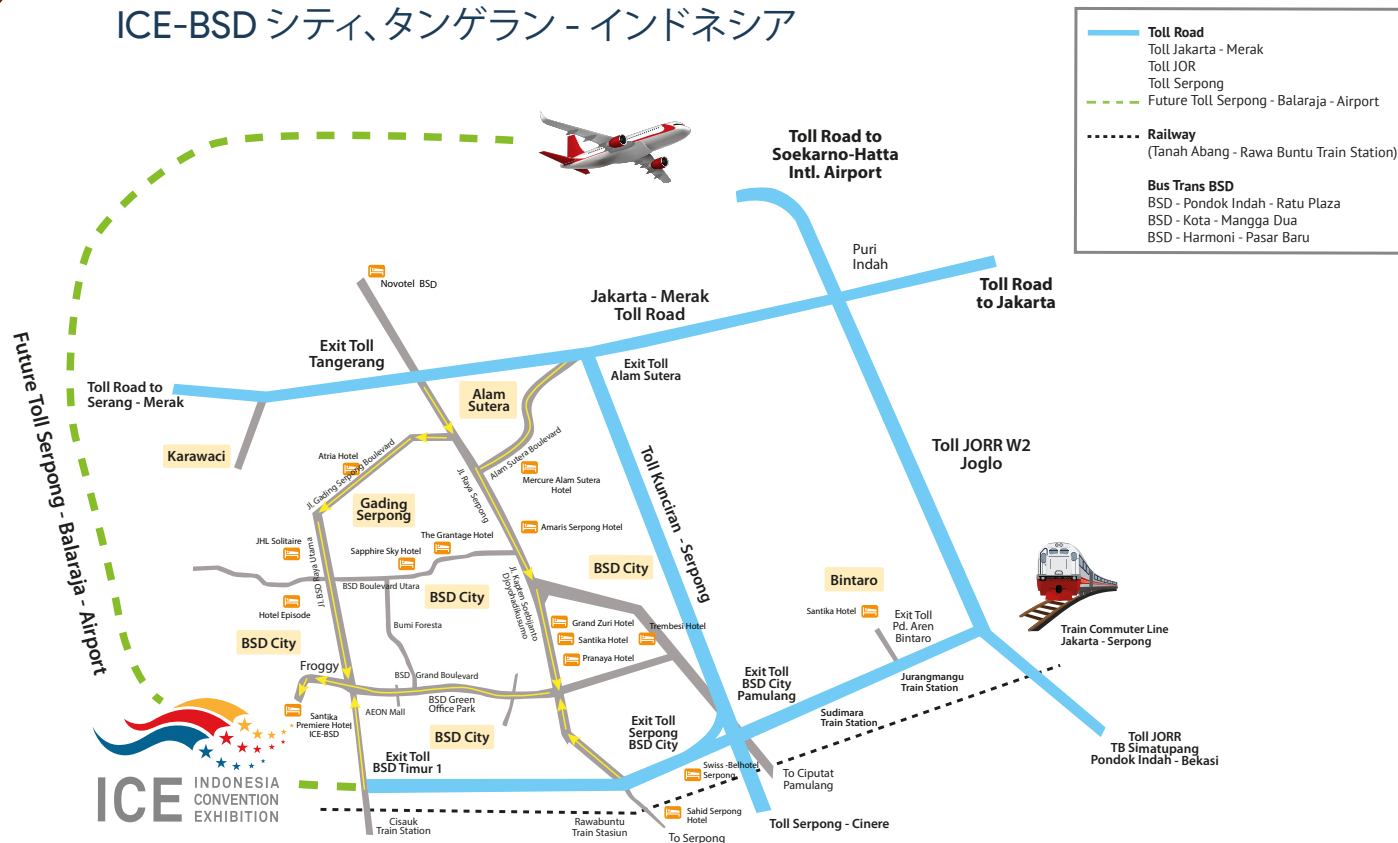 ICE-BSD シティ、タンゲラン - インドネシア
Toll Road
Toll Jakarta - Merak
Toll JOR
Toll Serpong
Future Toll Serpong - Balaraja - Airport
Railway
(Tanah Abang - Rawa Buntu Train Station)
Bus Trans BSD
BSD - Pondok Indah - Ratu Plaza
BSD - Kota - Mangga Dua
BSD - Harmoni - Pasar Baru
Toll Road to
Soekarno-Hatta
Intl. Airport
Puri
Indah
Toll Road
to Jakarta
Novotel BSD
Jakarta - Merak
Toll Road
Exit Toll
Tangerang
Exit Toll
Alam Sutera
Toll Road to
Serang - Merak
Alam
Sutera
Karawaci
Future Toll Serpong - Balaraja - Airport
Atria Hotel
Jl. Gading Serpong Boulevard
Jl. Raya Serpong
Alam Sutera Boulevard
Mercure Alam Sutera
Hotel
Toll Kunciran - Serpong
Toll JORR W2
Joglo
Gading
Serpong
Amaris Serpong Hotel
The Grantage Hotel
JHL Solitaire
Sapphire Sky Hotel
Jl BSD Raya Utama
BSD Boulevard Utara
BSD City
BSD City
Jl. Kapten Soebijanto
Djoyohadikusumo
Bintaro
Hotel Episode
Bumi Foresta
Grand Zuri Hotel
Santika Hotel
Trembesi Hotel
Pranaya Hotel
Santika Hotel
Exit Toll
Pd. Aren
Bintaro
Train Commuter Line
Jakarta - Serpong
BSD City
Froggy
BSD Grand Boulevard
BSD Green
Office Park
AEON Mall
Santika
Premiere Hotel
ICE-BSD
Exit Toll
BSD City
Pamulang
Jurangmangu
Train Station
Sudimara
Train Station
BSD City
Exit Toll
Serpong
BSD City
Toll JORR
TB Simatupang
Pondok Indah - Bekasi
Exit Toll
BSD Timur 1
Swiss -Belhotel
Serpong
To Ciputat
Pamulang
ICE
INDONESIA
CONVENTION
EXHIBITION
Cisauk
Train Station
Rawabuntu
Train Stasiun
Sahid Serpong
Hotel
To Serpong
Toll Serpong - Cinere